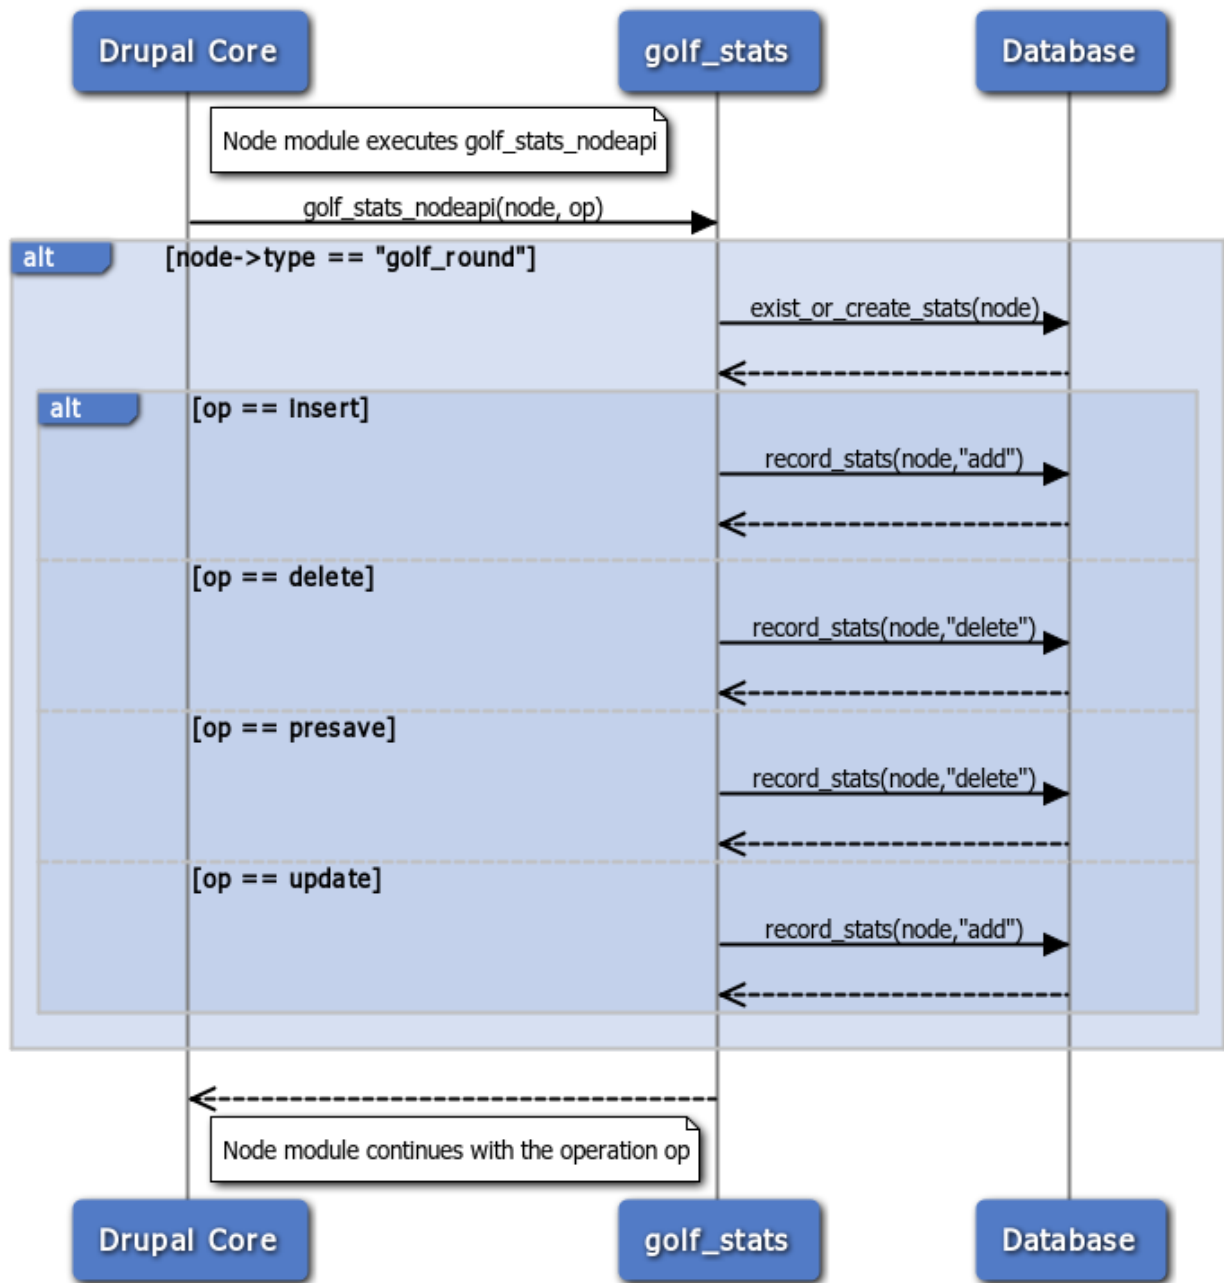 Drupal Core
golf_stats
Database
Node module executes golf_stats_nodeapi
golf_stats_nodeapi(node, op)
alt
[node->type == "golf_round"]
exist_or_create_stats(node)
alt
[op == Insert]
record_stats(node,"add")
[op == delete]
record_stats(node,"delete")
[op == presave]
record_stats(node,"delete")
[op == update]
record_stats(node,"add")
Node module continues with the operation op
Drupal Core
golf_stats
Database